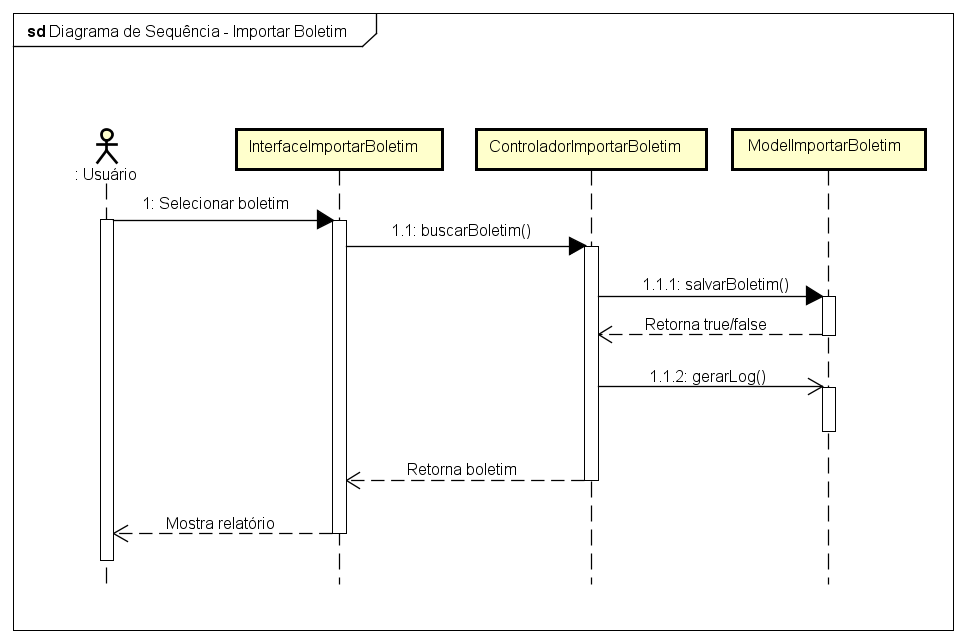 sd Diagrama de Sequência - Importar Boletim
: Usuário
InterfaceImportarBoletim
ControladorImportarBoletim
ModelImportarBoletim
1: Selecionar boletim
1.1: buscarBoletim()
1.1.1: salvarBoletim()
Retorna true/false
1.1.2: gerarLog()
Retorna boletim
Mostra relatório